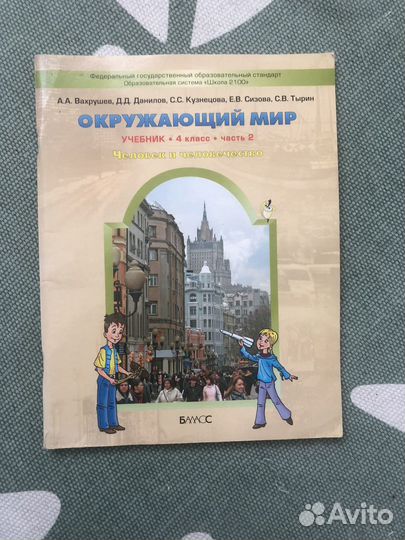 Федеральный государственный образовательный стандарт
Образовательная система «Школа 2100»
А.А. Вахрушев, Д.Д. Данилов, С.С. Кузнецова, Е.В. Сизова, С.В. Тырин
ОКРУЖАЮЩИЙ МИР
УЧЕБНИК • 4 класс • часть 2
Человек и человечество
БАЛАСС
Avito